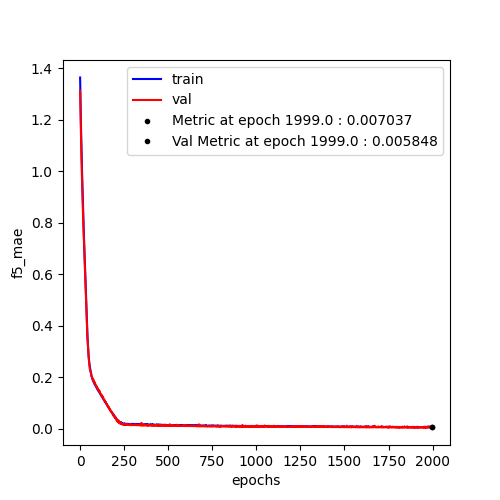 1.4
1.2
1.0
0.8
0.6
0.4
0.2
0.0
f5_mae
train
val
Metric at epoch 1999.0 : 0.007037
Val Metric at epoch 1999.0 : 0.005848
0 250 500 750 1000 1250 1500 1750 2000
epochs